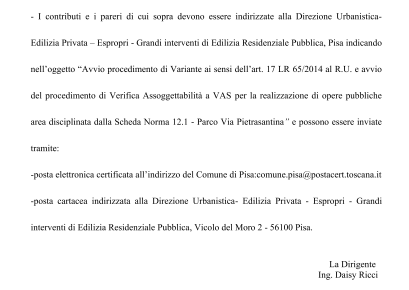 - I contributi e i pareri di cui sopra devono essere indirizzate alla Direzione Urbanistica-
Edilizia Privata – Espropri - Grandi interventi di Edilizia Residenziale Pubblica, Pisa indicando
nell’oggetto “Avvio procedimento di Variante ai sensi dell’art. 17 LR 65/2014 al R.U. e avvio
del procedimento di Verifica Assoggettabilità a VAS per la realizzazione di opere pubbliche
area disciplinata dalla Scheda Norma 12.1 - Parco Via Pietrasantina” e possono essere inviate
tramite:
-posta elettronica certificata all’indirizzo del Comune di Pisa:comune.pisa@postacert.toscana.it
-posta cartacea indirizzata alla Direzione Urbanistica- Edilizia Privata - Espropri - Grandi
interventi di Edilizia Residenziale Pubblica, Vicolo del Moro 2 - 56100 Pisa.
La Dirigente
Ing. Daisy Ricci